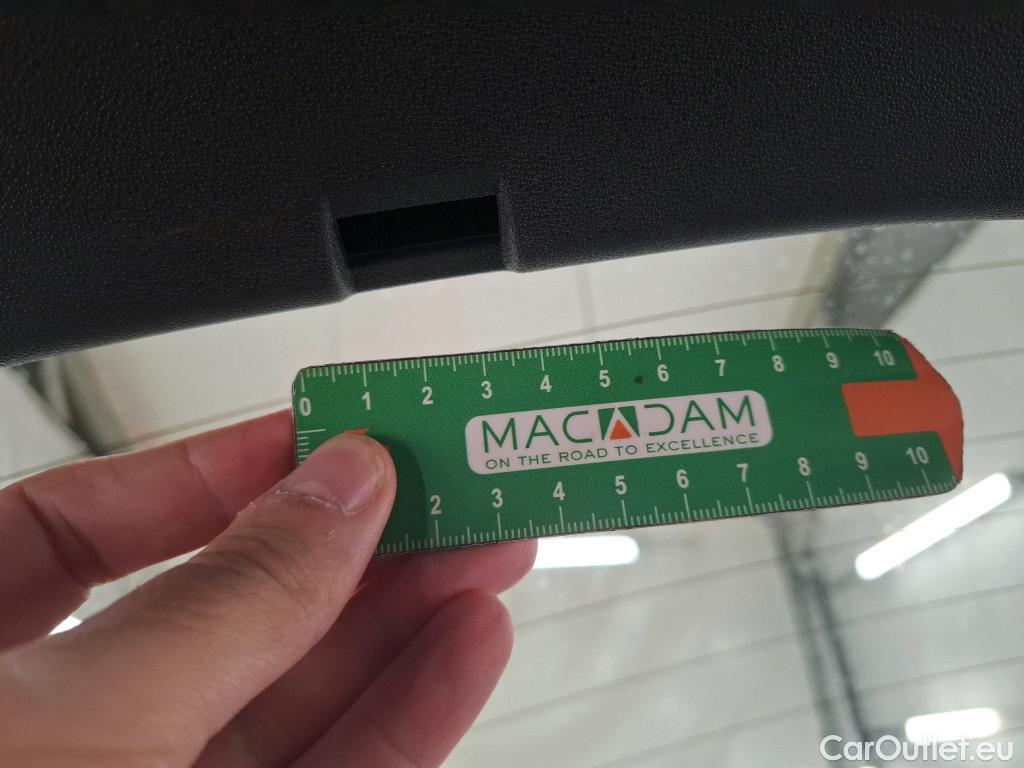 0 1 2 3 4 5 6 7 8 9 10
MACADAM
ON THE ROAD TO EXCELLENCE
2 3 4 5 6 7 8 9 10
CarOutlet.eu